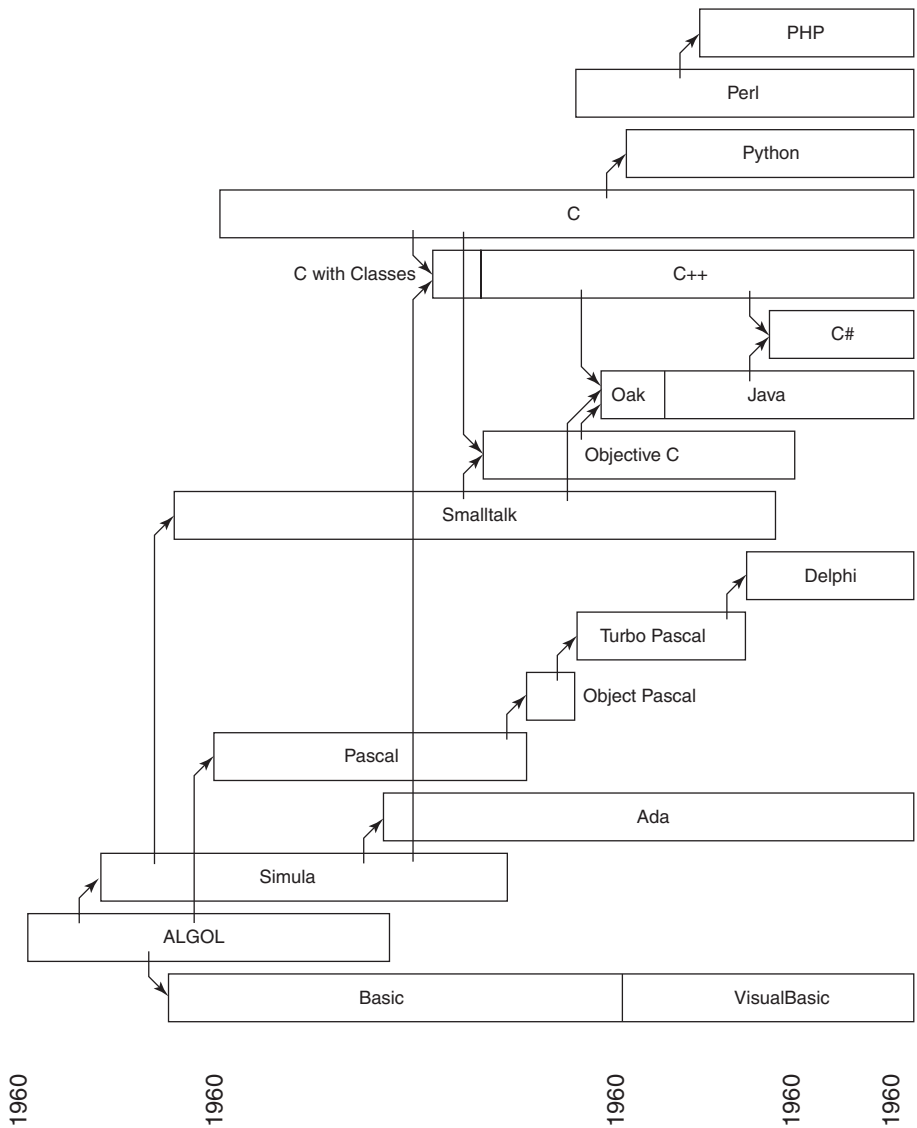 PHP
Perl
Python
C
C with Classes
C++
C#
Oak
Java
Objective C
Smalltalk
Delphi
Turbo Pascal
Object Pascal
Pascal
Ada
Simula
ALGOL
Basic
VisualBasic
1960
1960
1960
1960
1960